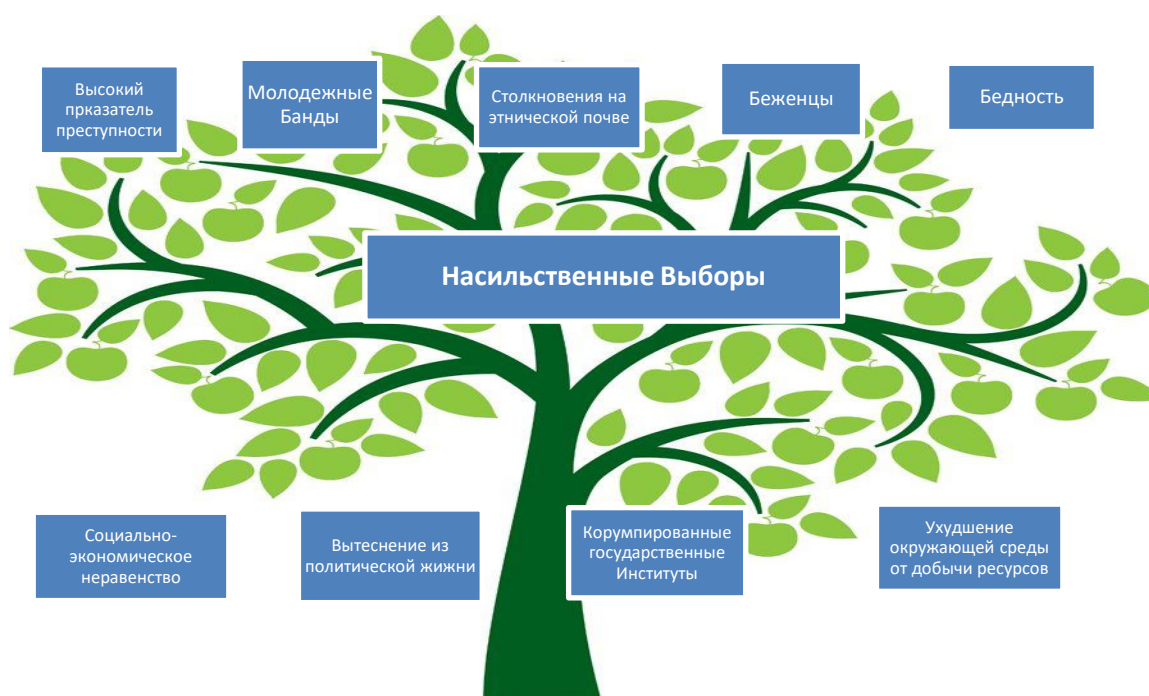 Высокий
прказатель
преступности
Молодежные
Банды
Столкновения на
этнической почве
Беженцы
Бедность
Насильственные Выборы
Социально-
экономическое
неравенство
Вытеснение из
политической жижни
Корумпированные
государственные
Институты
Ухудшение
окружающей среды
от добычи ресурсов